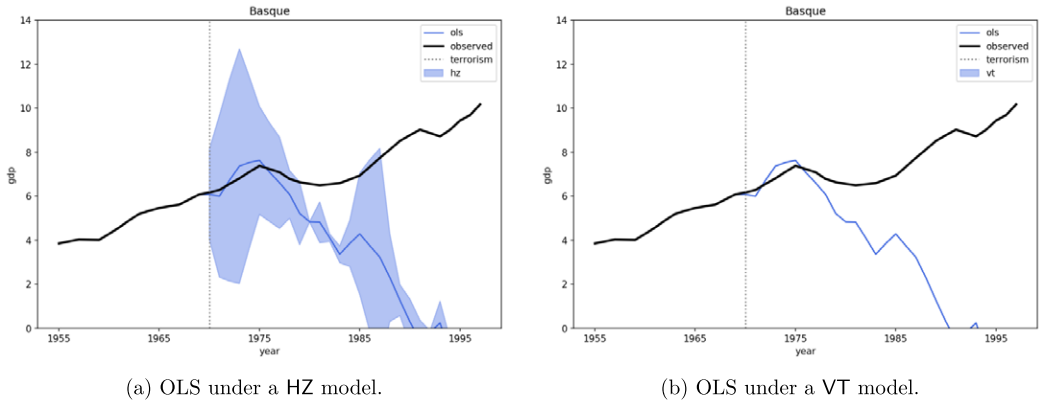 Basque
14
12
10
8
6
4
2
0
gdp
1955
1965
1975
1985
1995
year
ols
observed
terrorism
hz
(a) OLS under a HZ model.
Basque
14
12
10
8
6
4
2
0
gdp
1955
1965
1975
1985
1995
year
ols
observed
terrorism
vt
(b) OLS under a VT model.